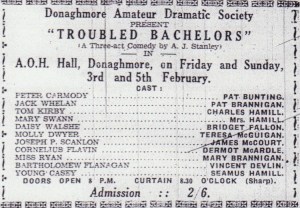 Donaghmore Amateur Dramatic Society
PRESENT
"TROUBLED BACHELORS"
(A Three-act Comedy by A. J. Stanley)
IN
A.O.H. Hall, Donaghmore, on Friday and Sunday,
3rd and 5th February.
CAST:
PETER CARMODY PAT BUNTING.
JACK WHELAN PAT BRANNIGAN.
TOM KIRBY CHARLES HAMILL.
MARY SWANN Mrs. HAMILL.
DAISY WALSHE BRIDGET FALLON.
MOLLY DWYER TERESA McGUIGAN.
JOSEPH P. SCANLON JAMES McCOURT.
CORNELIUS FLAVIN DERMOT McARDLE.
MISS RYAN MARY BRANNIGAN.
BARTHOLOMEW FLANAGAN VINCENT DEVLIN
YOUNG CASEY SEAMUS HAMILL.
DOORS OPEN 8 P.M. CURTAIN 8.30 O'CLOCK (Sharp).
Admission :: 2/6.